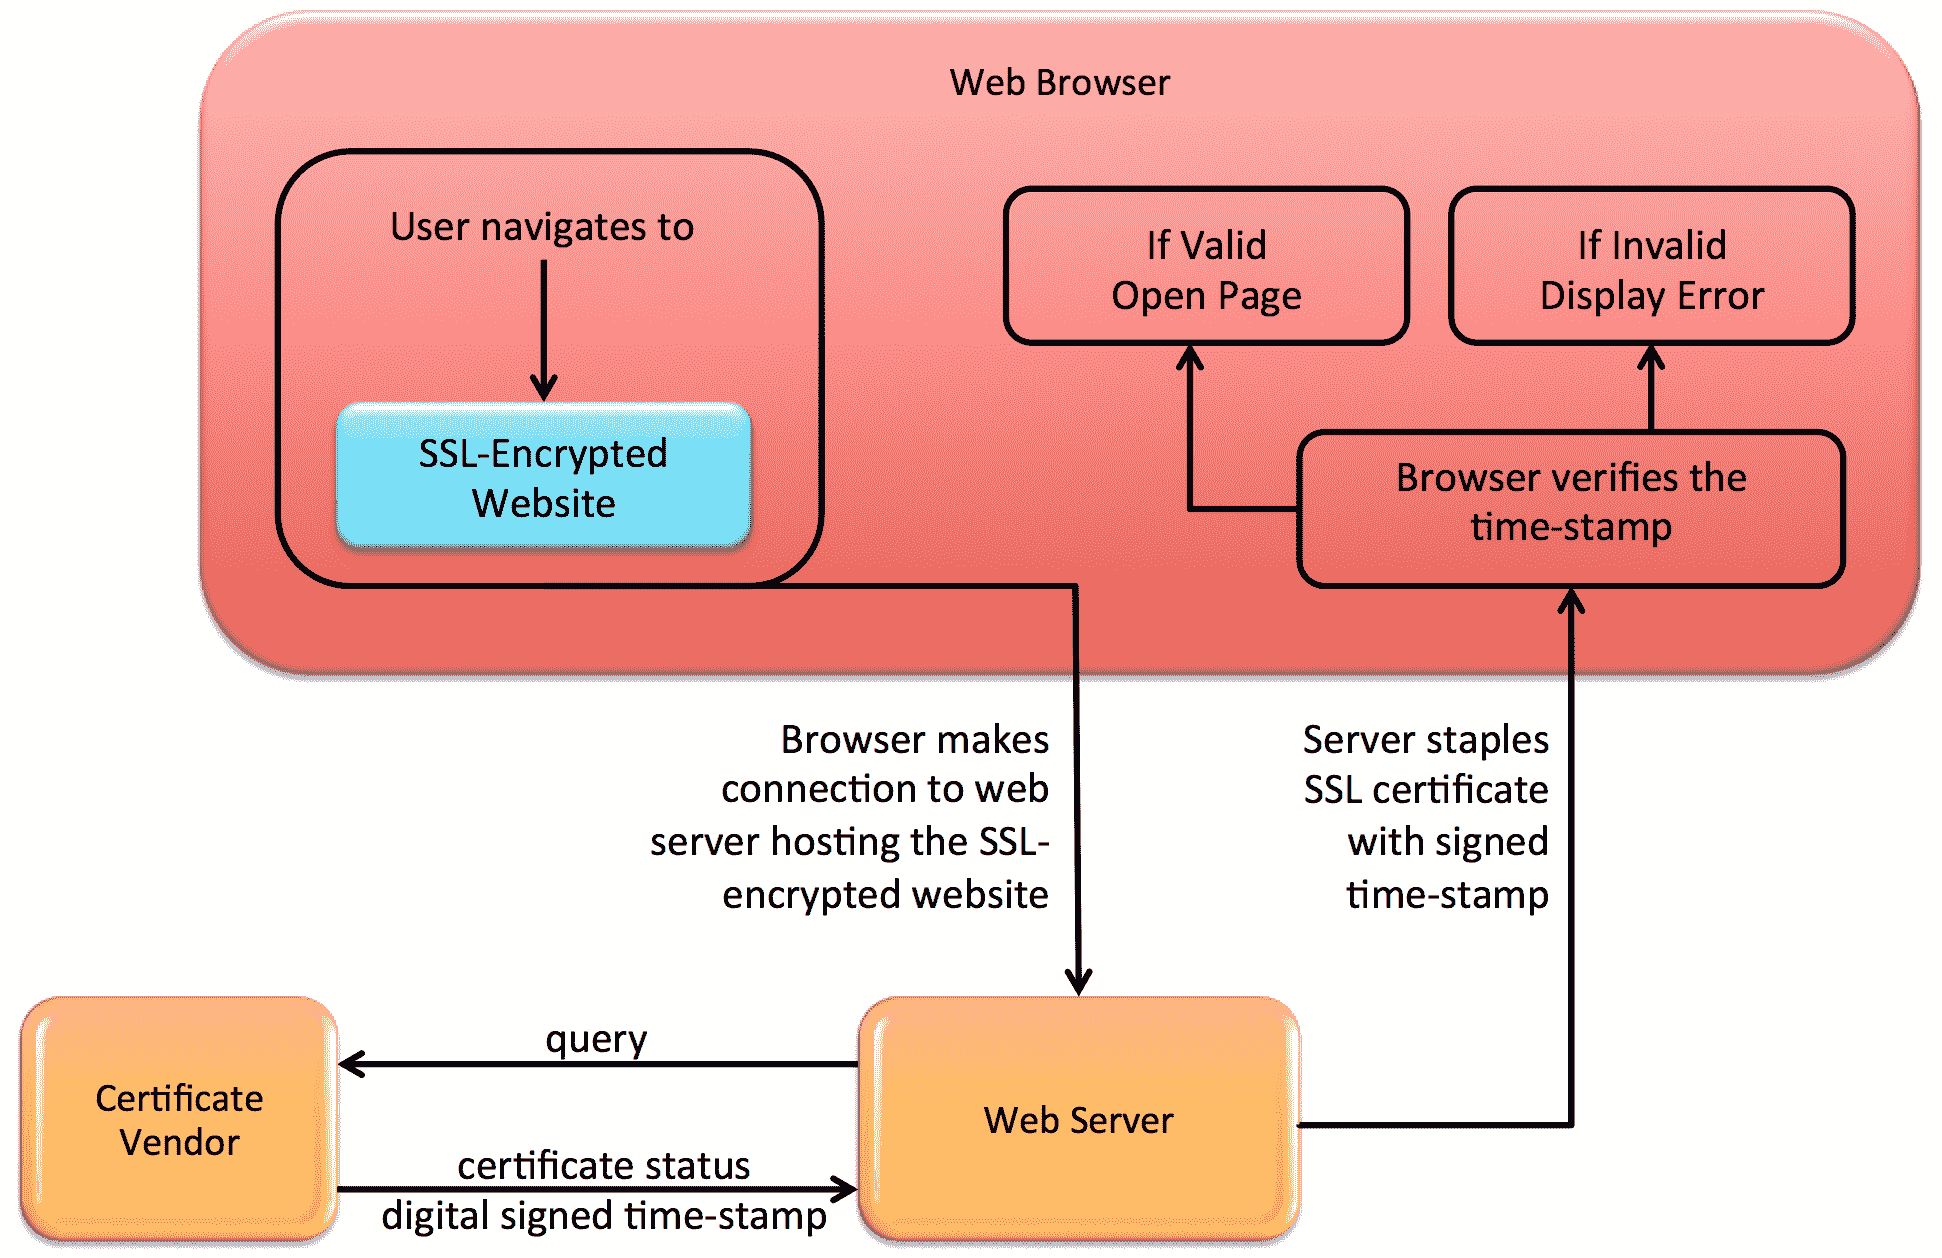 Web Browser
User navigates to
SSL-Encrypted
Website
If Valid
Open Page
If Invalid
Display Error
Browser verifies the
time-stamp
Browser makes
connection to web
server hosting the SSL-
encrypted website
Server staples
SSL certificate
with signed
time-stamp
Certificate
Vendor
query
certificate status
digital signed time-stamp
Web Server